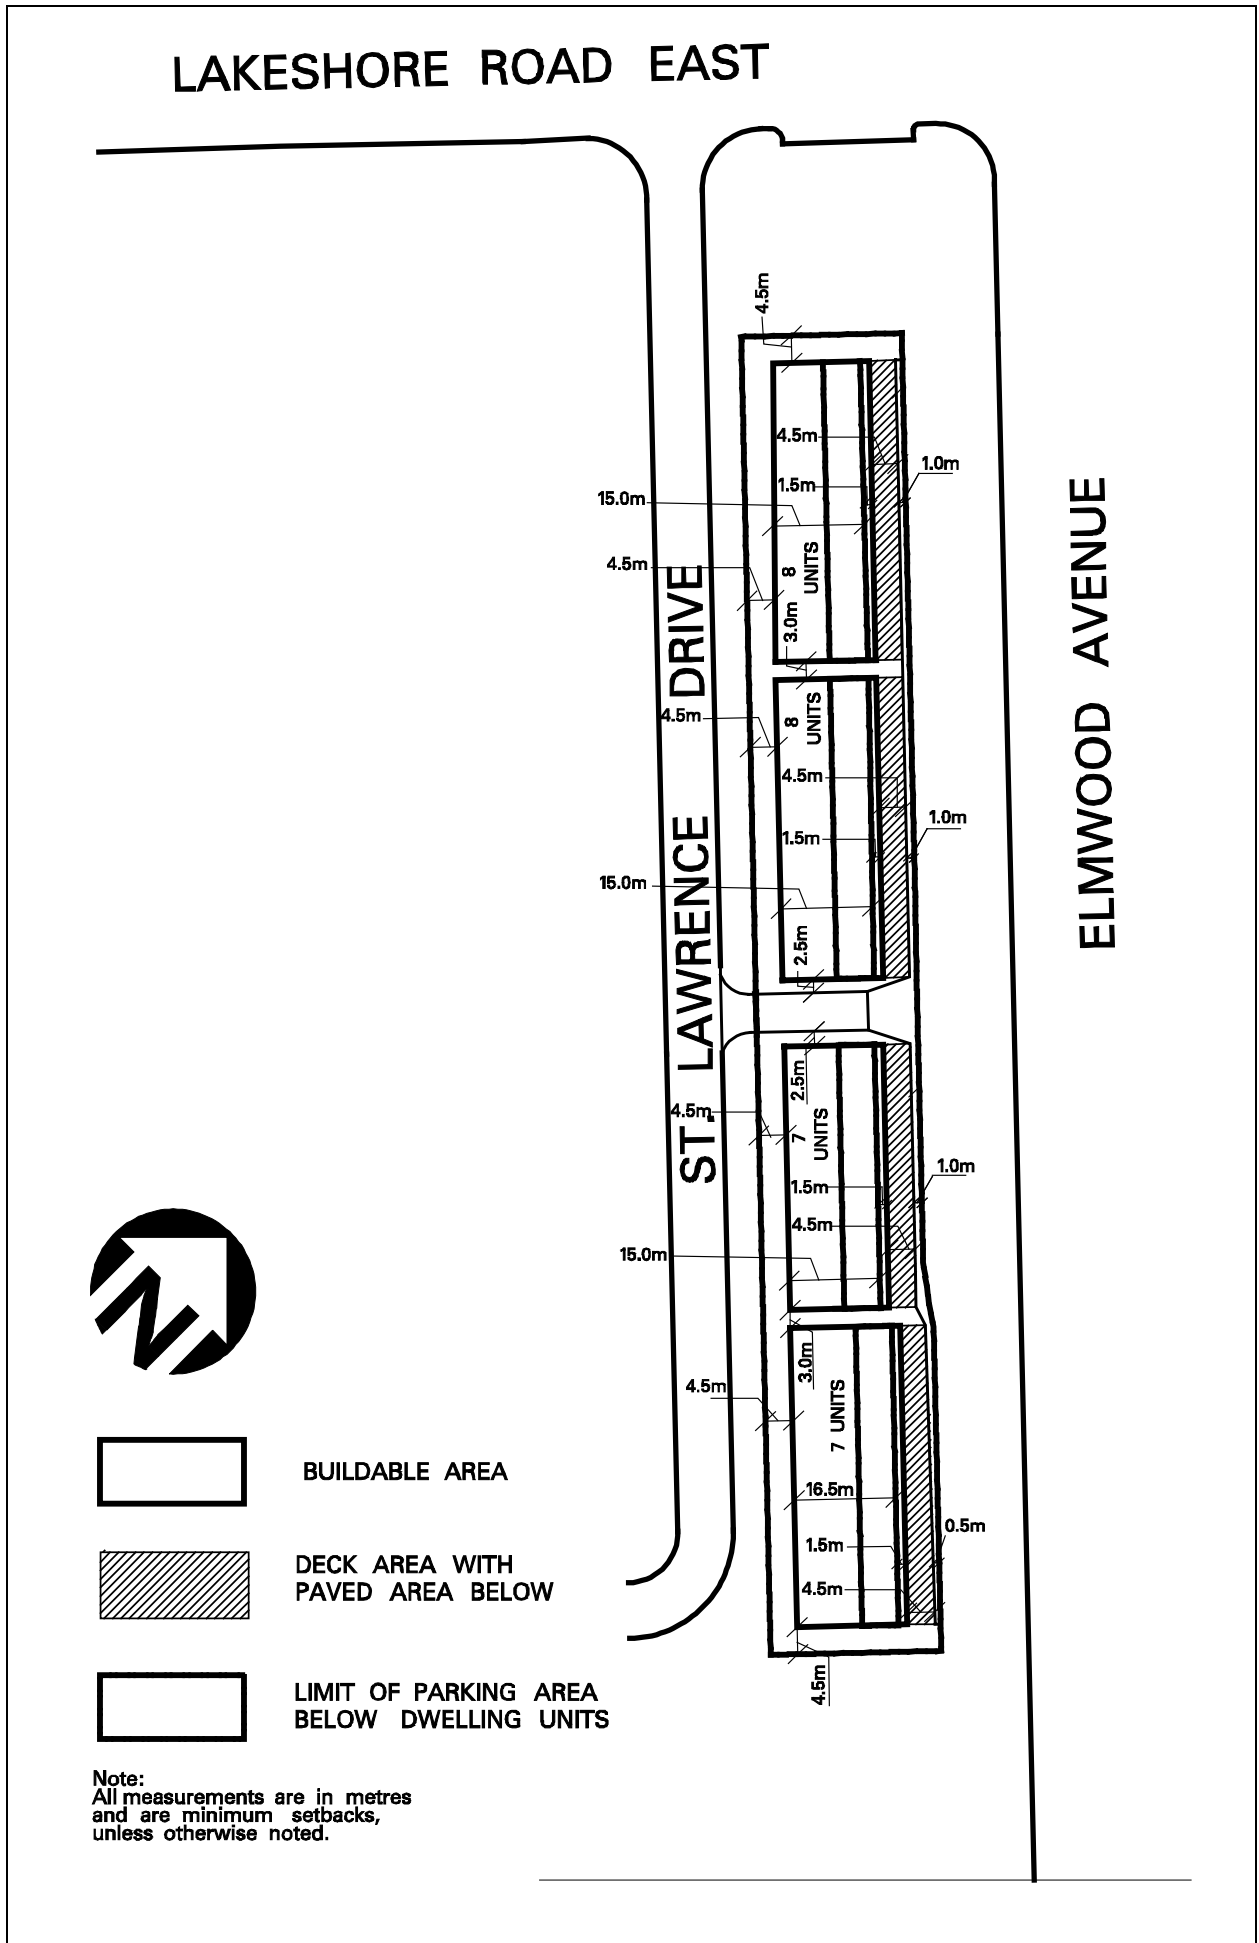 LAKESHORE ROAD EAST
4.5m
4.5m
1.0m
1.5m
15.0m
8
UNITS
4.5m
3.0m
8
UNITS
4.5m
4.5m
1.0m
1.5m
15.0m
2.5m
ST. LAWRENCE DRIVE
ELMWOOD AVENUE
2.5m
4.5m
7
UNITS
1.0m
1.5m
4.5m
15.0m
3.0m
4.5m
7 UNITS
16.5m
0.5m
1.5m
4.5m
4.5m
N
BUILDABLE AREA
DECK AREA WITH
PAVED AREA BELOW
LIMIT OF PARKING AREA
BELOW DWELLING UNITS
Note:
All measurements are in metres
and are minimum setbacks,
unless otherwise noted.